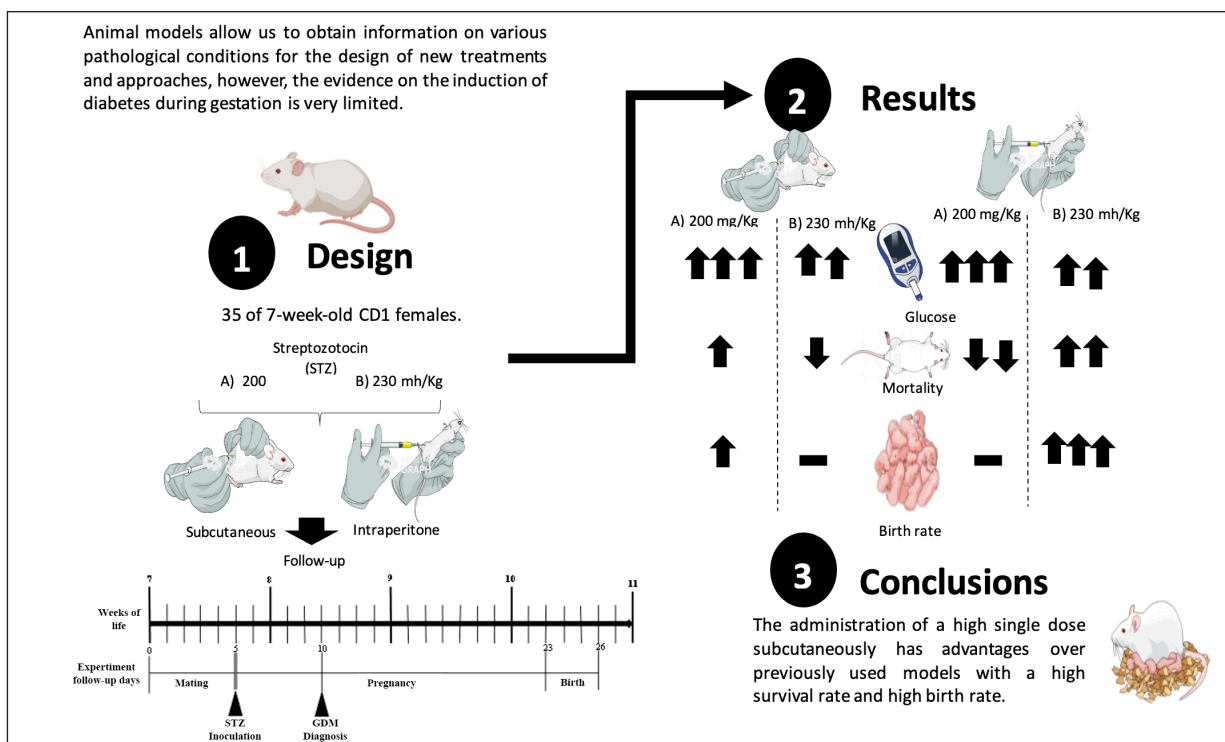 Animal models allow us to obtain information on various
pathological conditions for the design of new treatments
and approaches, however, the evidence on the induction of
diabetes during gestation is very limited.
1
Design
35 of 7-week-old CD1 females.
Streptozotocin
(STZ)
A) 200
B) 230 mh/Kg
Subcutaneous
Intraperitone
Follow-up
7
8
9
10
11
Weeks of
life
0
5
10
23
26
Expertiment
follow-up days
Mating
Pregnancy
Birth
STZ
Inoculation
GDM
Diagnosis
2
Results
A) 200 mg/Kg
B) 230 mh/Kg
A) 200 mg/Kg
B) 230 mh/Kg
Glucose
Mortality
Birth rate
3
Conclusions
The administration of a high single dose
subcutaneously has advantages over
previously used models with a high
survival rate and high birth rate.